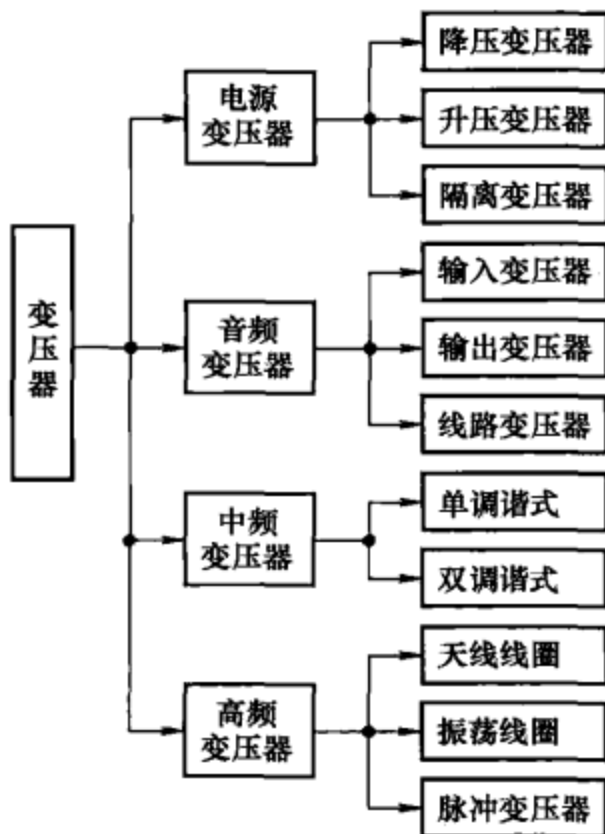 变
压
器
电源
变压器
降压变压器
升压变压器
隔离变压器
音频
变压器
输入变压器
输出变压器
线路变压器
中频
变压器
单调谐式
双调谐式
高频
变压器
天线线圈
振荡线圈
脉冲变压器